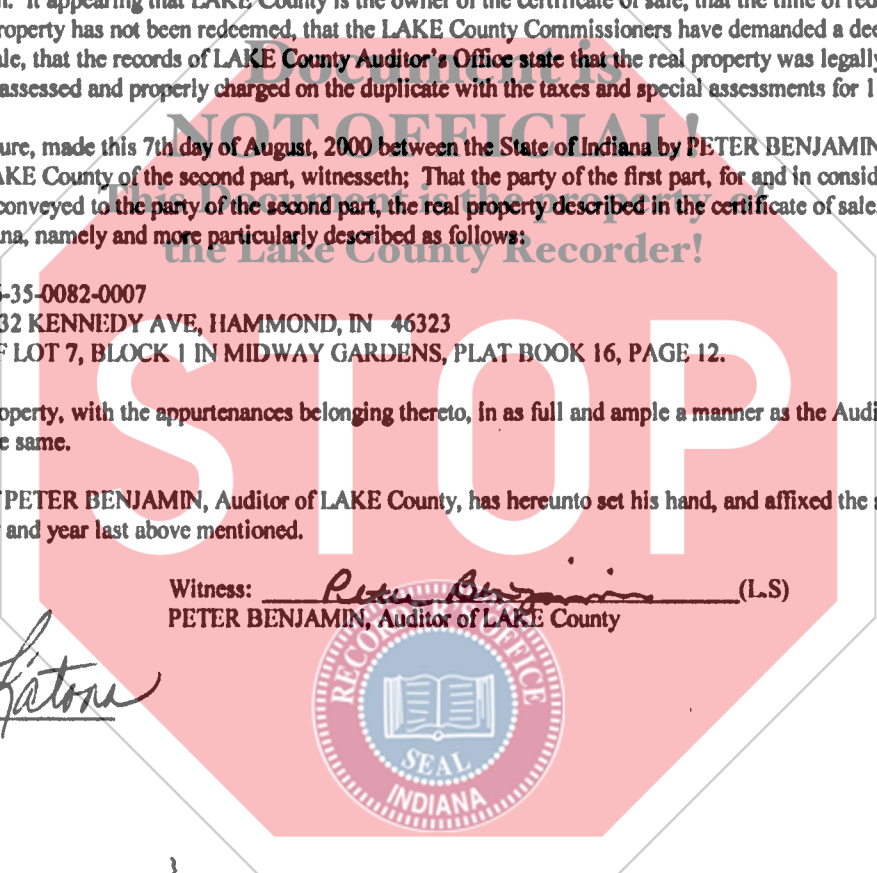 It appearing that LAKE County is the owner of the certificate of sale, that the time of
roperty has not been redeemed, that the LAKE County Commissioners have demanded a
le, that the records of LAKE County Auditor's Office state that the real property was legally
assessed and properly charged on the duplicate with the taxes and special assessments for 1
Document is
NOT OFFICIAL!
This Document is the property of
the Lake County Recorder!
ure, made this 7th day of August, 2000 between the State of Indiana by PETER BENJAMIN
AKE County of the second part, witnesseth; That the party of the first part, for and in consid
conveyed to the party of the second part, the real property described in the certificate of sale
na, namely and more particularly described as follows:
-35-0082-0007
32 KENNEDY AVE, HAMMOND, IN 46323
F LOT 7, BLOCK 1 IN MIDWAY GARDENS, PLAT BOOK 16, PAGE 12.
STOP
operty, with the appurtenances belonging thereto, in as full and ample a manner as the Audi
e same.
PETER BENJAMIN, Auditor of LAKE County, has hereunto set his hand, and affixed the
and year last above mentioned.
Witness: Peter Benjamin (L.S)
PETER BENJAMIN, Auditor of LAKE County
Katona
RECORDER'S OFFICE
SEAL
INDIANA